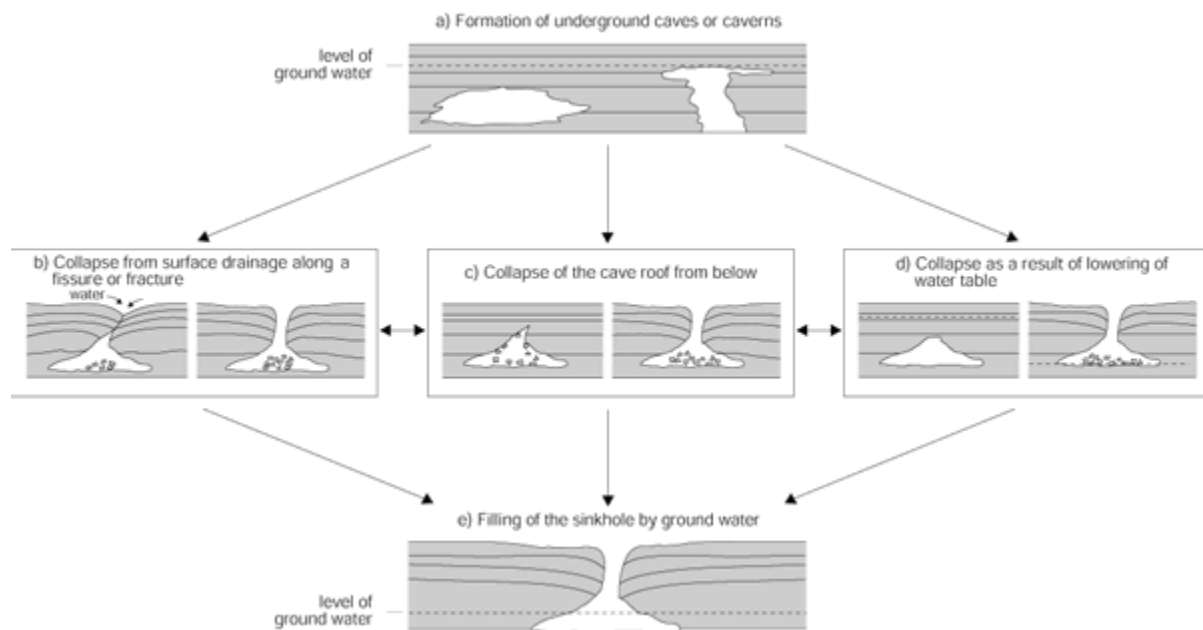 a) Formation of underground caves or caverns
level of
ground water
b) Collapse from surface drainage along a
fissure or fracture
water
c) Collapse of the cave roof from below
d) Collapse as a result of lowering of
water table
e) Filling of the sinkhole by ground water
level of
ground water